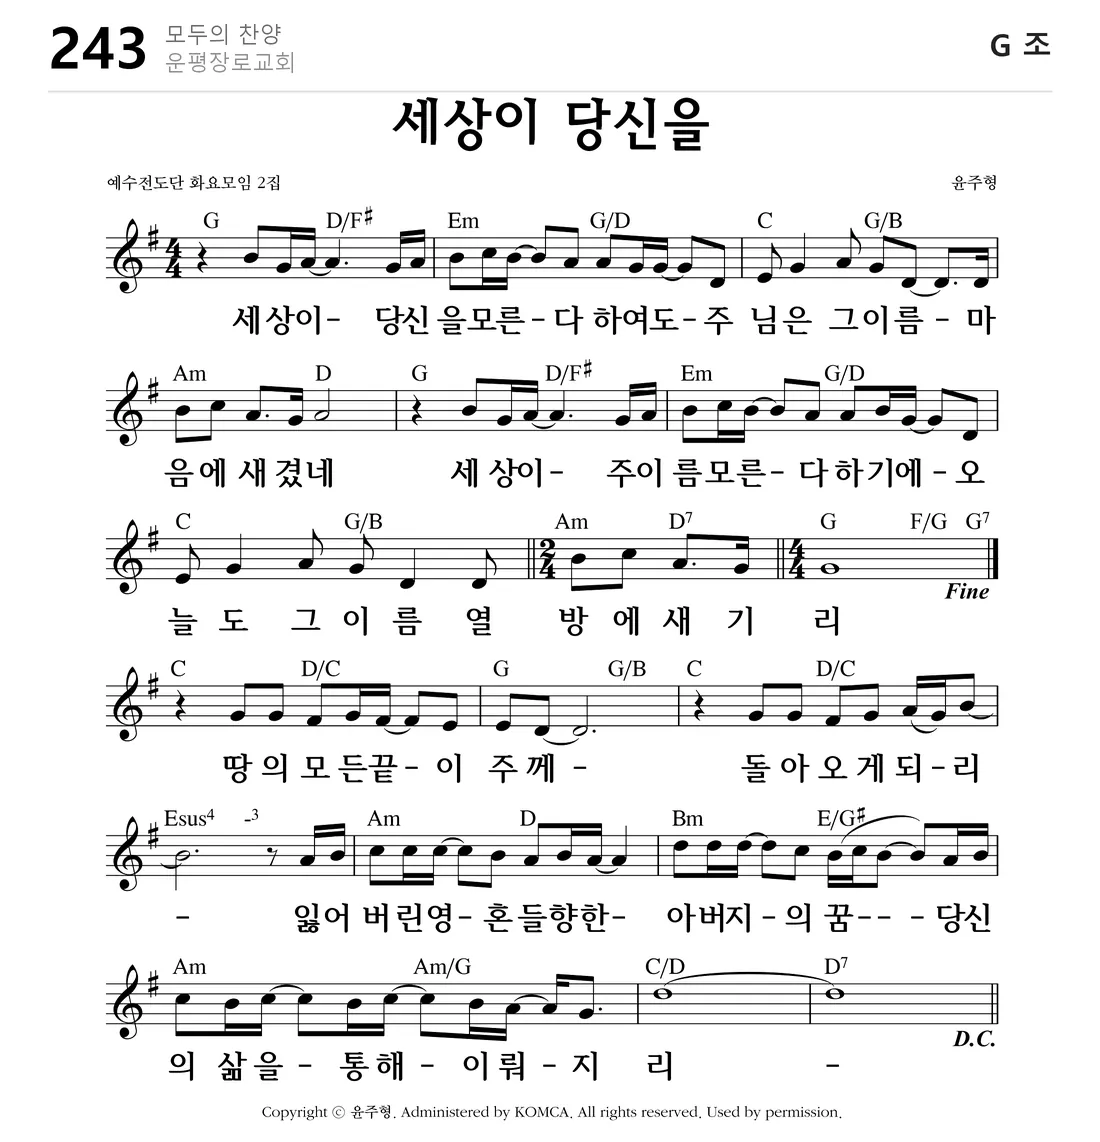 243 모두의 찬양
운평장로교회
G 조
세상이 당신을
예수전도단 화요모임 2집 윤주형
G D/F♯ Em G/D C G/B
4/4
세상이- 당신을모른-다 하여도-주 님은 그이름-마
Am D G D/F♯ Em G/D
음에 새겼네 세상이- 주이름모른-다하기에-오
C G/B Am D7 G F/G G7
2/4 4/4
Fine
늘도 그이름 열 방에새기리
C D/C G G/B C D/C
땅의모든끝-이 주께- 돌아오게되-리
Esus4 -3 Am D Bm E/G♯
- 잃어버린영-혼들향한- 아버지-의꿈---당신
Am Am/G C/D D7
D.C.
의 삶을-통해-이뤄-지 리 -
Copyright ⓒ 윤주형. Administered by KOMCA. All rights reserved. Used by permission.